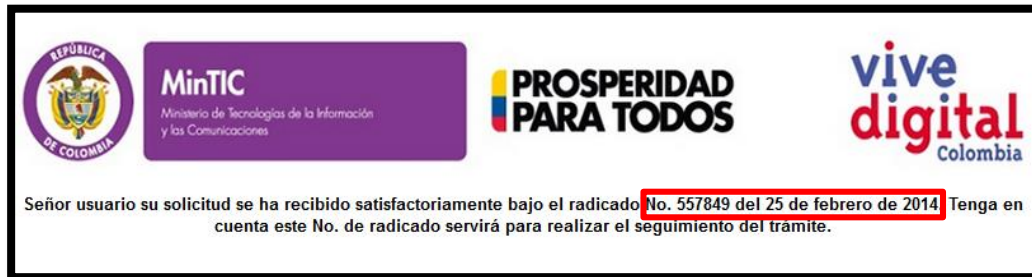 REPÚBLICA
DE COLOMBIA
MinTIC
Ministerio de Tecnologías de la Información
y las Comunicaciones
PROSPERIDAD
PARA TODOS
vive
digital
Colombia
Señor usuario su solicitud se ha recibido satisfactoriamente bajo el radicado No. 557849 del 25 de febrero de 2014. Tenga en
cuenta este No. de radicado servirá para realizar el seguimiento del trámite.